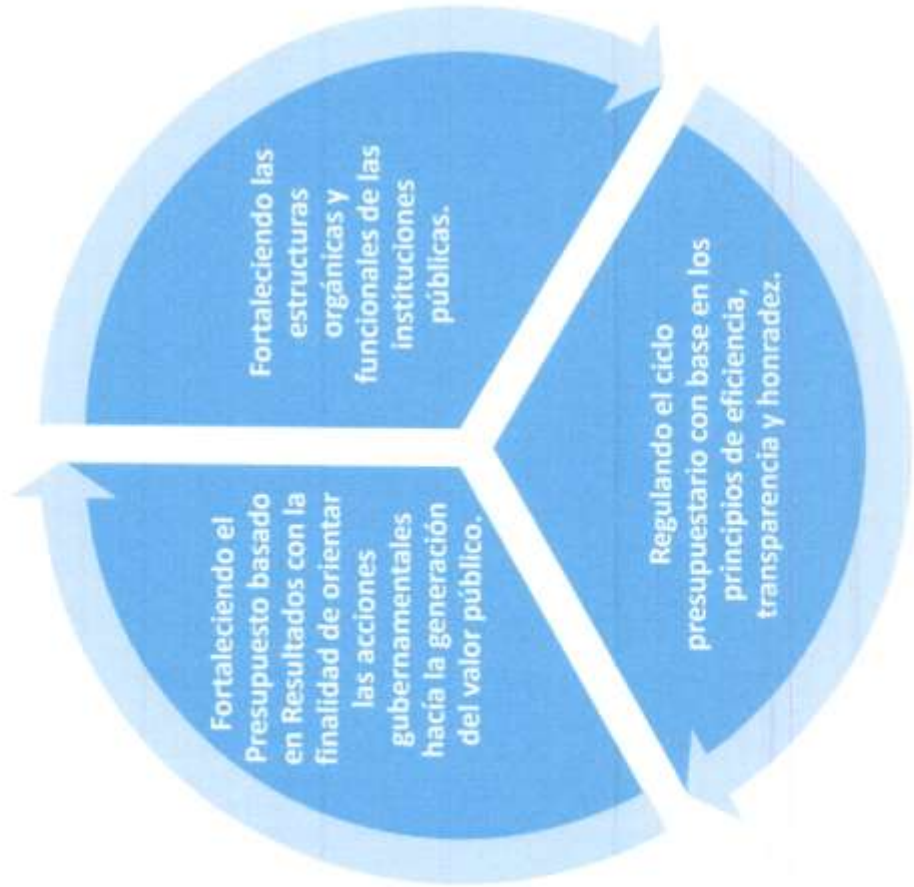 Fortaleciendo el
Presupuesto basado
en Resultados con la
finalidad de orientar
las acciones
gubernamentales
hacía la generación
del valor público.
Fortaleciendo las
estructuras
orgánicas y
funcionales de las
instituciones
públicas.
Regulando el ciclo
presupuestario con base en los
principios de eficiencia,
transparencia y honradez.